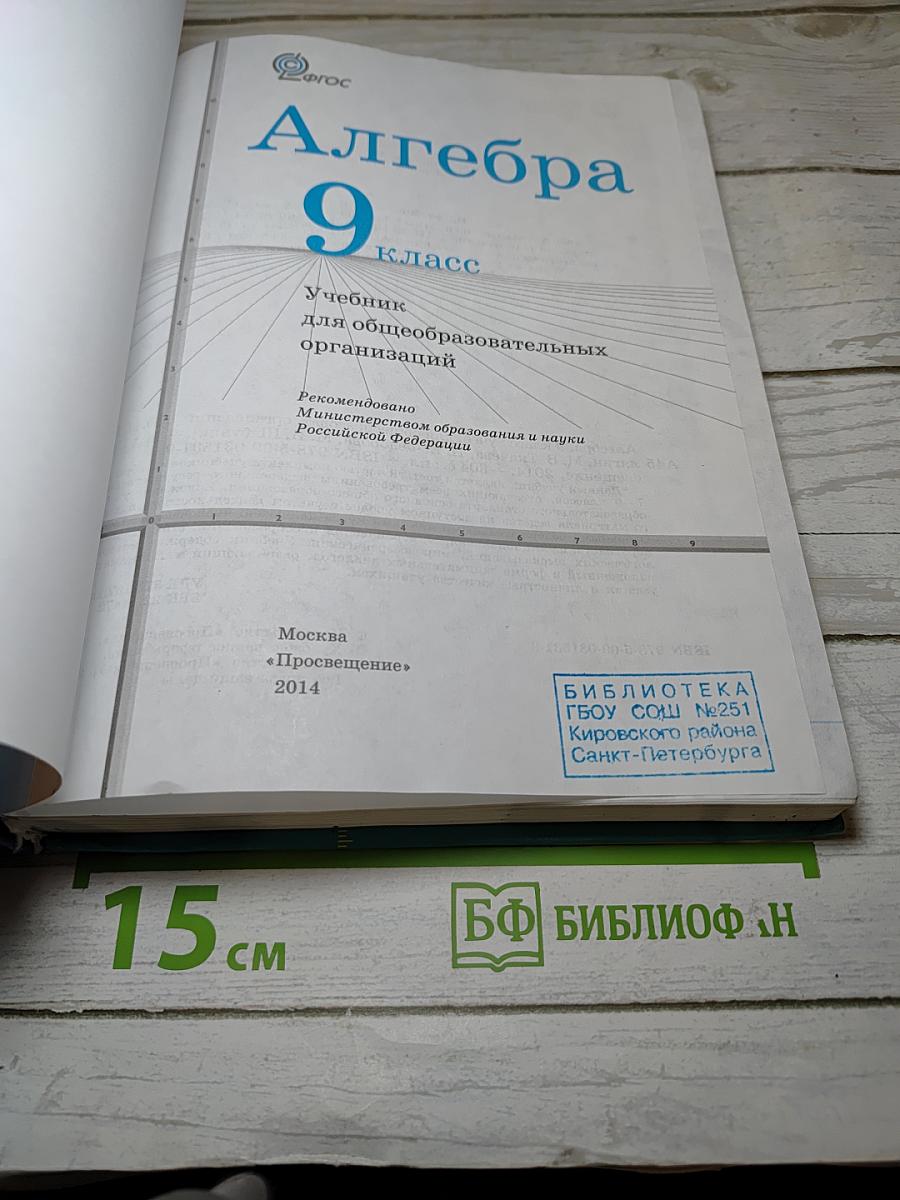 ФГОС
Алгебра
9 класс
Учебник
для общеобразовательных
организаций
Рекомендовано
Министерством образования и науки
Российской Федерации
0 1 2 3 4 5 6 7 8 9
Москва
«Просвещение»
2014
БИБЛИОТЕКА
ГБОУ СОШ №251
Кировского района
Санкт-Петербурга
15 см
БФ БИБЛИОФАН